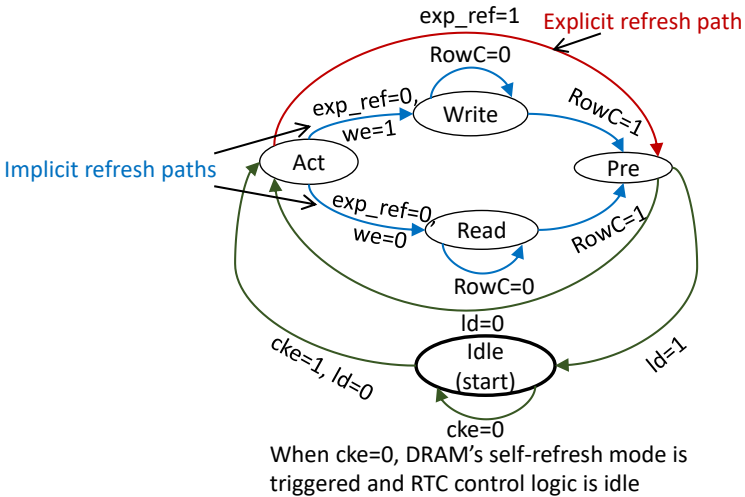 exp_ref=1
Explicit refresh path
RowC=0
exp_ref=0,
we=1
Write
RowC=1
Implicit refresh paths
Act
Pre
exp_ref=0,
we=0
Read
RowC=1
RowC=0
ld=0
Idle
(start)
cke=1, ld=0
ld=1
cke=0
When cke=0, DRAM's self-refresh mode is
triggered and RTC control logic is idle